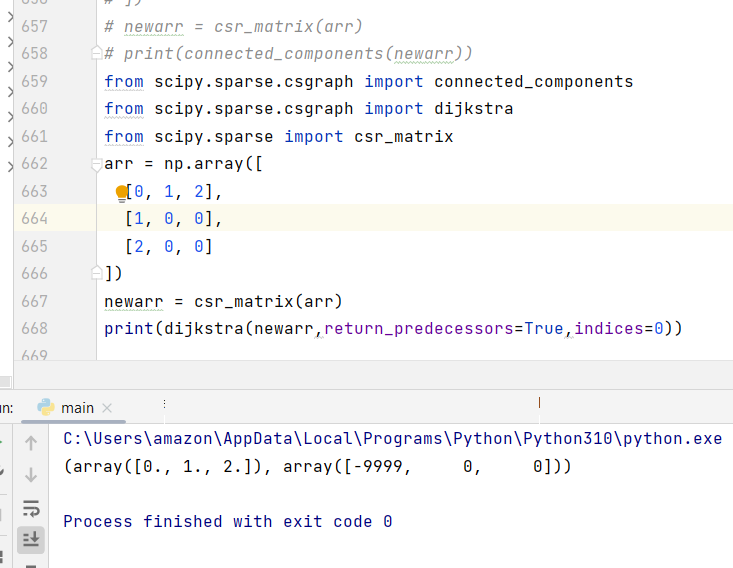 656 # ])
657 # newarr = csr_matrix(arr)
658 # print(connected_components(newarr))
659 from scipy.sparse.csgraph import connected_components
660 from scipy.sparse.csgraph import dijkstra
661 from scipy.sparse import csr_matrix
662 arr = np.array([
663 [0, 1, 2],
664 [1, 0, 0],
665 [2, 0, 0]
666 ])
667 newarr = csr_matrix(arr)
668 print(dijkstra(newarr,return_predecessors=True,indices=0))
669
un: main
C:\Users\amazon\AppData\Local\Programs\Python\Python310\python.exe
(array([0., 1., 2.]), array([-9999,     0,     0]))
Process finished with exit code 0